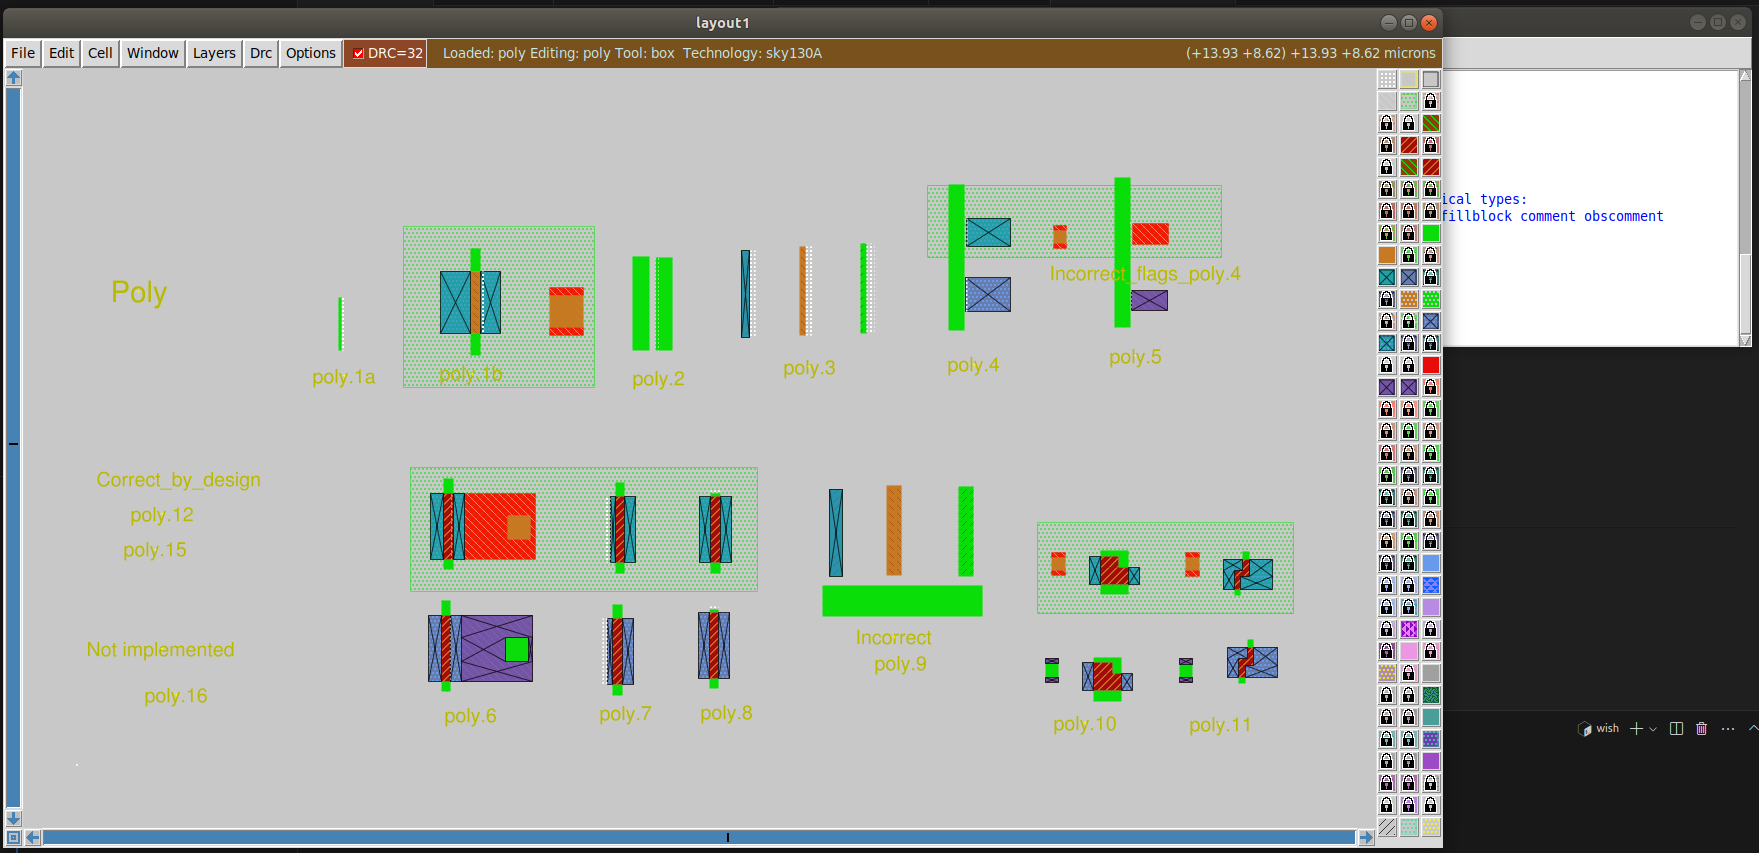 layout1
File Edit Cell Window Layers Drc Options DRC=32 Loaded: poly Editing: poly Tool: box Technology: sky130A (+13.93 +8.62) +13.93 +8.62 microns
ical types:
fillblock comment obscomment
Poly
poly.1a
poly.1b
poly.2
poly.3
poly.4
Incorrect_flags_poly.4
poly.5
Correct_by_design
poly.12
poly.15
Not implemented
poly.16
poly.6
poly.7
poly.8
Incorrect
poly.9
poly.10
poly.11
wish